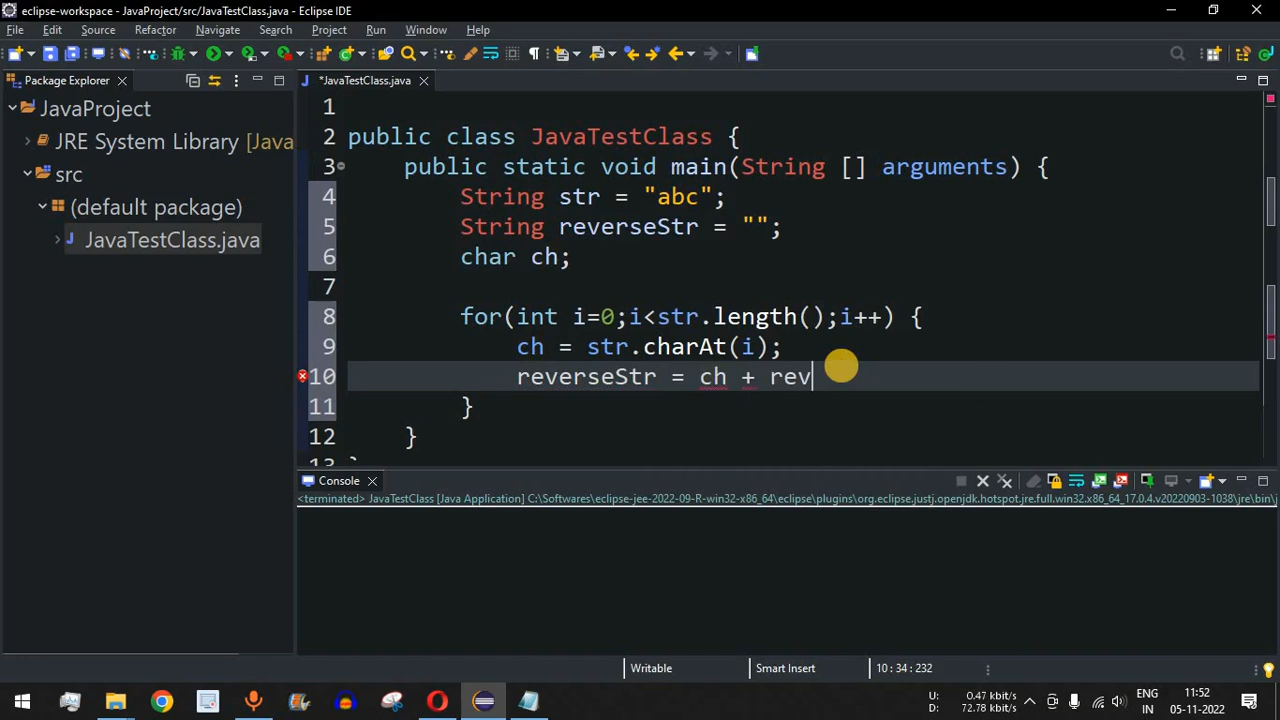 eclipse-workspace - JavaProject/src/JavaTestClass.java - Eclipse IDE
File Edit Source Refactor Navigate Search Project Run Window Help
Package Explorer
*JavaTestClass.java
JavaProject
JRE System Library [Java
src
(default package)
JavaTestClass.java
1
2 public class JavaTestClass {
3 public static void main(String [] arguments) {
4 String str = "abc";
5 String reverseStr = "";
6 char ch;
7
8 for(int i=0;i<str.length();i++) {
9 ch = str.charAt(i);
10 reverseStr = ch + rev
11 }
12 }
13 }
Console
<terminated> JavaTestClass [Java Application] C:\Softwares\eclipse-jee-2022-09-R-win32-x86_64\eclipse\plugins\org.eclipse.justj.openjdk.hotspot.jre.full.win32.x86_64_17.0.4.v20220903-1038\jre\bin\j
Writable Smart Insert 10 : 34 : 232
U: 0.47 kbit/s
D: 72.78 kbit/s
ENG
IN
11:52
05-11-2022